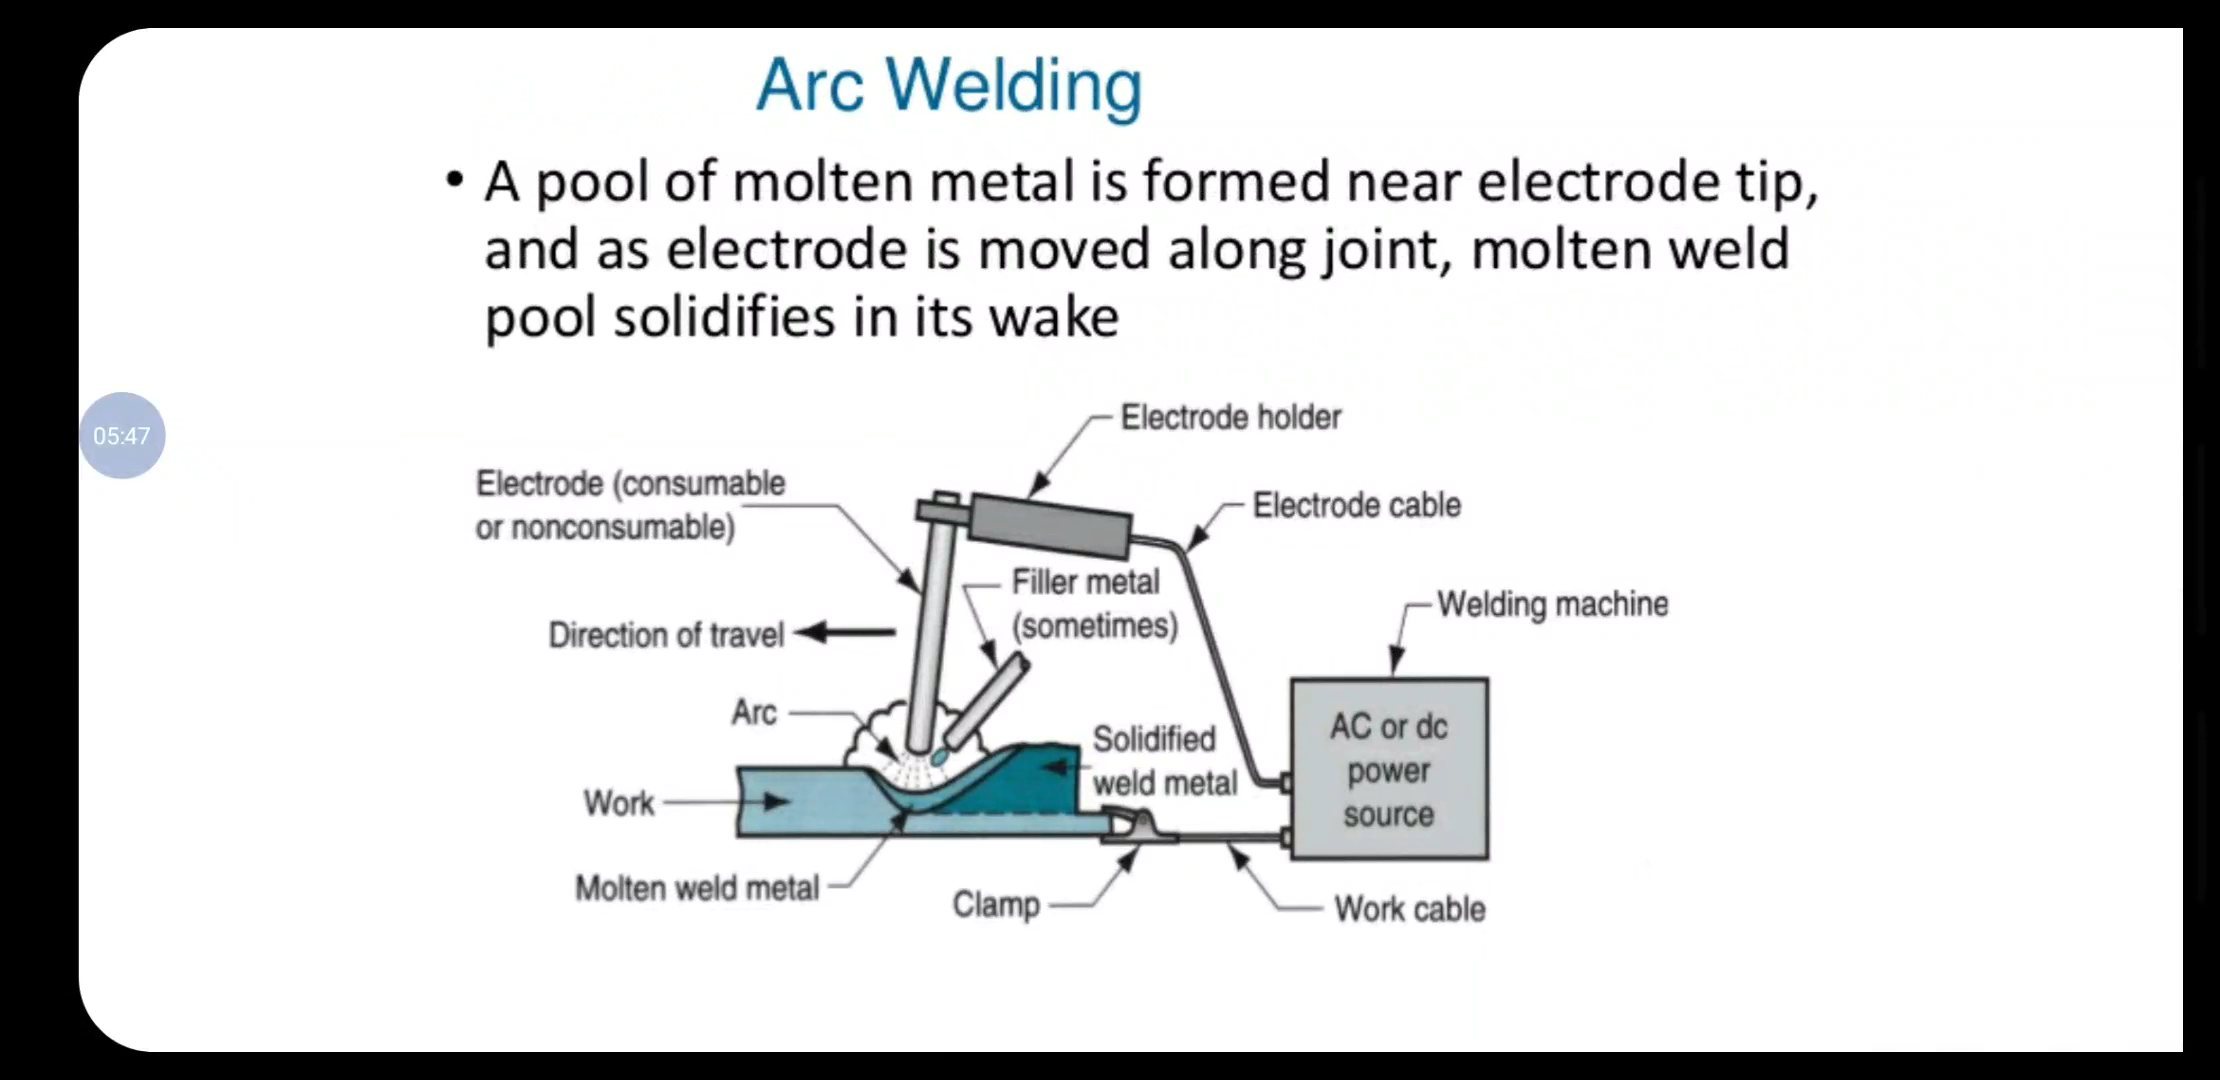 Arc Welding
• A pool of molten metal is formed near electrode tip,
and as electrode is moved along joint, molten weld
pool solidifies in its wake
05:47
Electrode holder
Electrode (consumable
or nonconsumable)
Electrode cable
Filler metal
(sometimes)
Welding machine
Direction of travel
Arc
Solidified
weld metal
AC or dc
power
source
Work
Molten weld metal
Clamp
Work cable